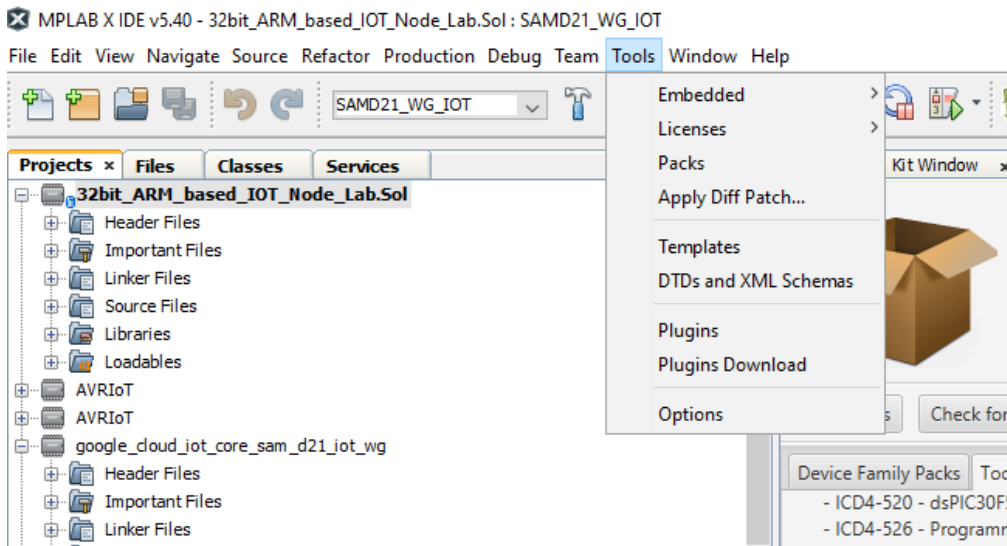 MPLAB X IDE v5.40 - 32bit_ARM_based_IOT_Node_Lab.Sol : SAMD21_WG_IOT
File Edit View Navigate Source Refactor Production Debug Team Tools Window Help
SAMD21_WG_IOT
Embedded
Licenses
Packs
Apply Diff Patch...
Templates
DTDs and XML Schemas
Plugins
Plugins Download
Options
Projects x Files Classes Services
32bit_ARM_based_IOT_Node_Lab.Sol
Header Files
Important Files
Linker Files
Source Files
Libraries
Loadables
AVRIoT
AVRIoT
google_cloud_iot_core_sam_d21_iot_wg
Header Files
Important Files
Linker Files
Kit Window
Check for
Device Family Packs
- ICD4-520 - dsPIC30F
- ICD4-526 - Programm